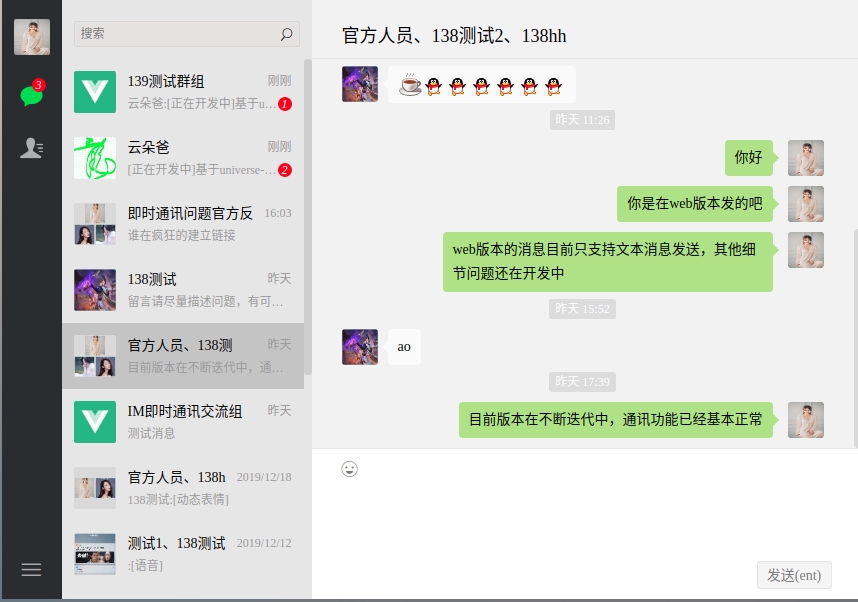 搜索
3
139测试群组 刚刚
云朵爸:[正在开发中]基于u... 1
云朵爸 刚刚
[正在开发中]基于universe-... 2
即时通讯问题官方反 16:03
谁在疯狂的建立链接
138测试 昨天
留言请尽量描述问题，有可...
官方人员、138测 昨天
目前版本在不断迭代中，通...
IM即时通讯交流组 昨天
测试消息
官方人员、138h 2019/12/18
138测试:[动态表情]
测试1、138测试 2019/12/12
:[语音]
官方人员、138测试2、138hh
昨天 11:26
你好
你是在web版本发的吧
web版本的消息目前只支持文本消息发送，其他细
节问题还在开发中
昨天 15:52
ao
昨天 17:39
目前版本在不断迭代中，通讯功能已经基本正常
发送(ent)